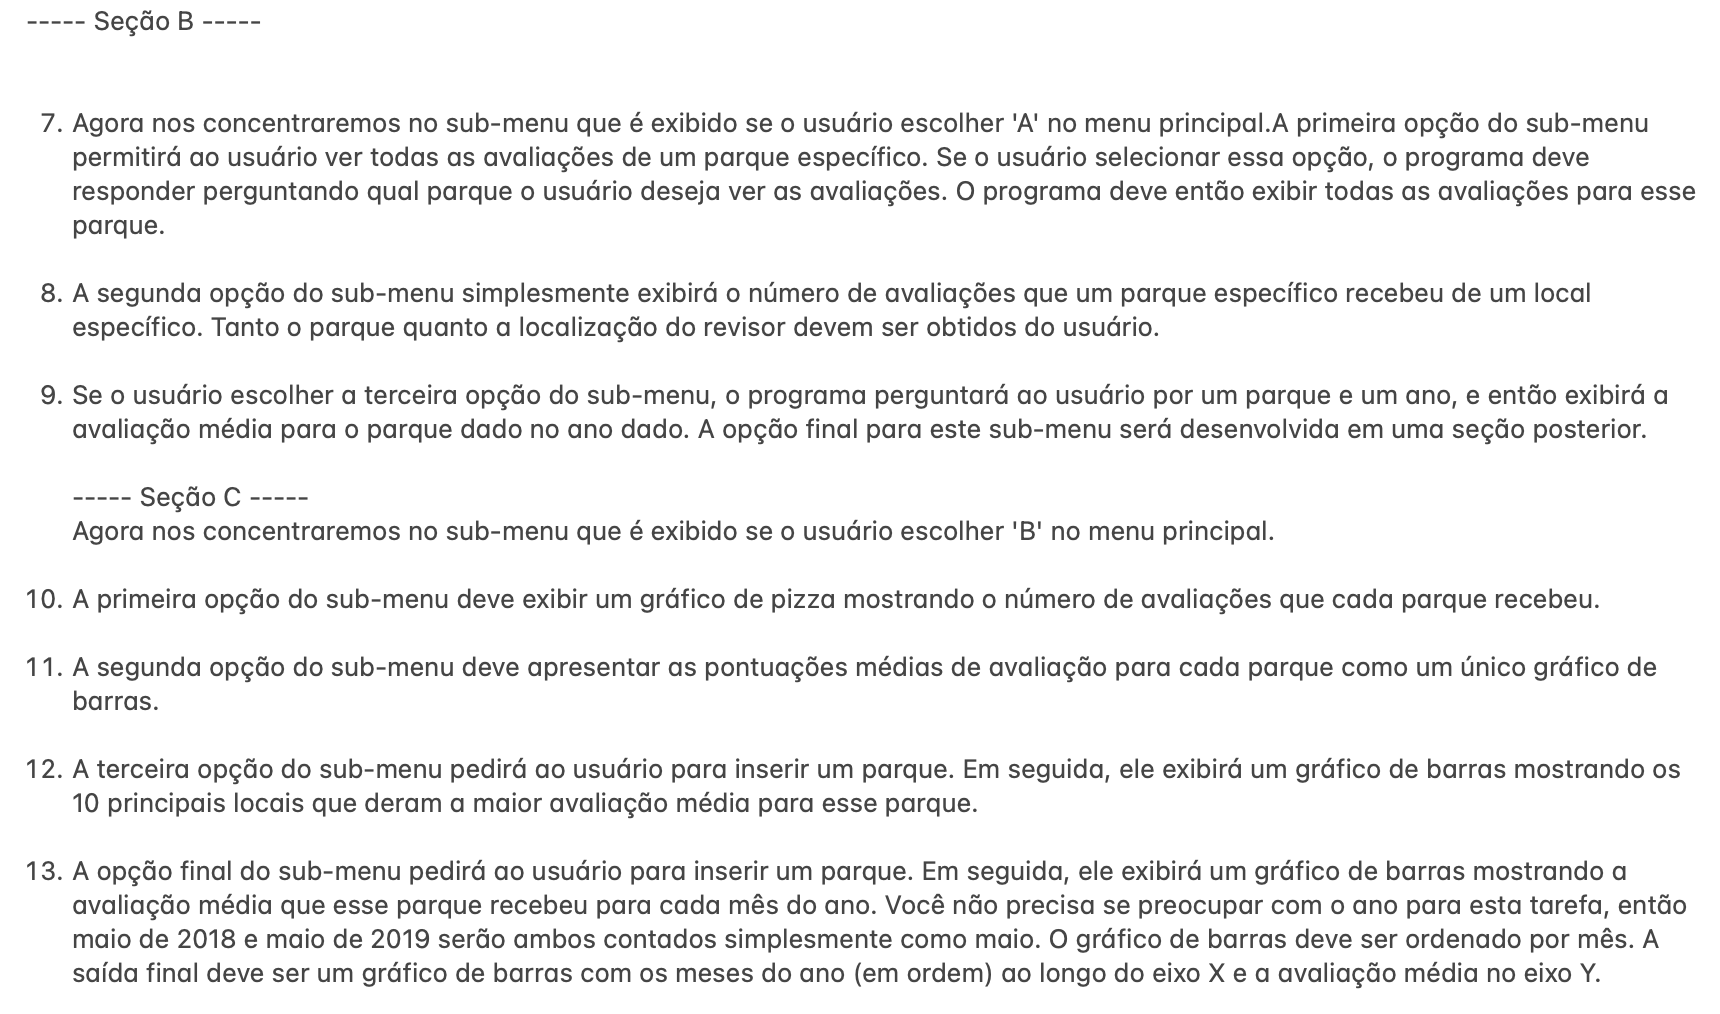 ----- Seção B -----
7. Agora nos concentraremos no sub-menu que é exibido se o usuário escolher 'A' no menu principal.A primeira opção do sub-menu
permitirá ao usuário ver todas as avaliações de um parque específico. Se o usuário selecionar essa opção, o programa deve
responder perguntando qual parque o usuário deseja ver as avaliações. O programa deve então exibir todas as avaliações para esse
parque.
8. A segunda opção do sub-menu simplesmente exibirá o número de avaliações que um parque específico recebeu de um local
específico. Tanto o parque quanto a localização do revisor devem ser obtidos do usuário.
9. Se o usuário escolher a terceira opção do sub-menu, o programa perguntará ao usuário por um parque e um ano, e então exibirá a
avaliação média para o parque dado no ano dado. A opção final para este sub-menu será desenvolvida em uma seção posterior.
----- Seção C -----
Agora nos concentraremos no sub-menu que é exibido se o usuário escolher 'B' no menu principal.
10. A primeira opção do sub-menu deve exibir um gráfico de pizza mostrando o número de avaliações que cada parque recebeu.
11. A segunda opção do sub-menu deve apresentar as pontuações médias de avaliação para cada parque como um único gráfico de
barras.
12. A terceira opção do sub-menu pedirá ao usuário para inserir um parque. Em seguida, ele exibirá um gráfico de barras mostrando os
10 principais locais que deram a maior avaliação média para esse parque.
13. A opção final do sub-menu pedirá ao usuário para inserir um parque. Em seguida, ele exibirá um gráfico de barras mostrando a
avaliação média que esse parque recebeu para cada mês do ano. Você não precisa se preocupar com o ano para esta tarefa, então
maio de 2018 e maio de 2019 serão ambos contados simplesmente como maio. O gráfico de barras deve ser ordenado por mês. A
saída final deve ser um gráfico de barras com os meses do ano (em ordem) ao longo do eixo X e a avaliação média no eixo Y.